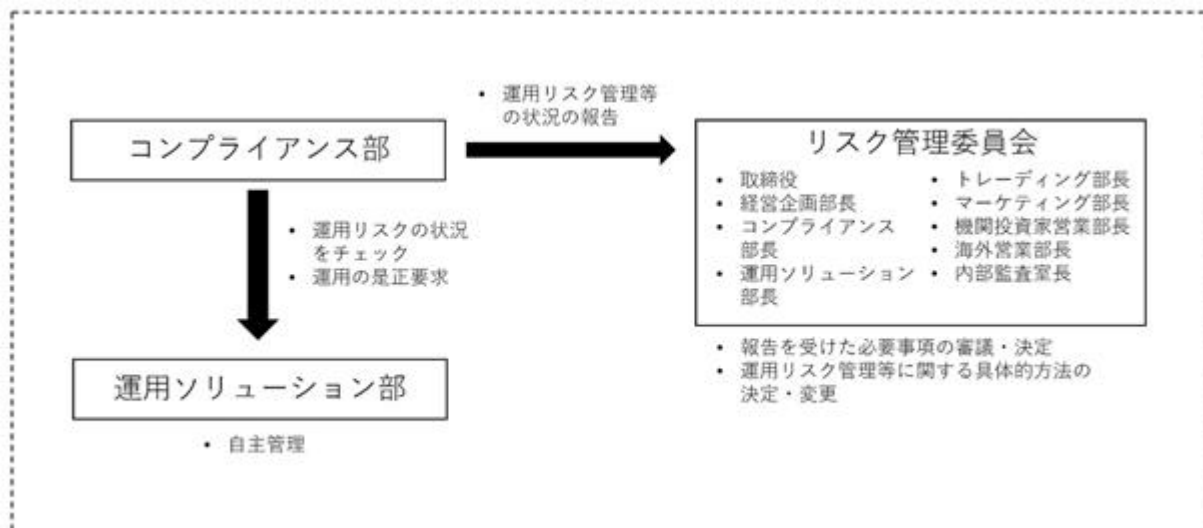 ・ 運用リスク管理等
の状況の報告
コンプライアンス部
・ 運用リスクの状況
をチェック
・ 運用の是正要求
運用ソリューション部
・ 自主管理
リスク管理委員会
・ 取締役
・ 経営企画部長
・ コンプライアンス
部長
・ 運用ソリューション
部長
・ トレーディング部長
・ マーケティング部長
・ 機関投資家営業部長
・ 海外営業部長
・ 内部監査室長
・ 報告を受けた必要事項の審議・決定
・ 運用リスク管理等に関する具体的方法の
決定・変更